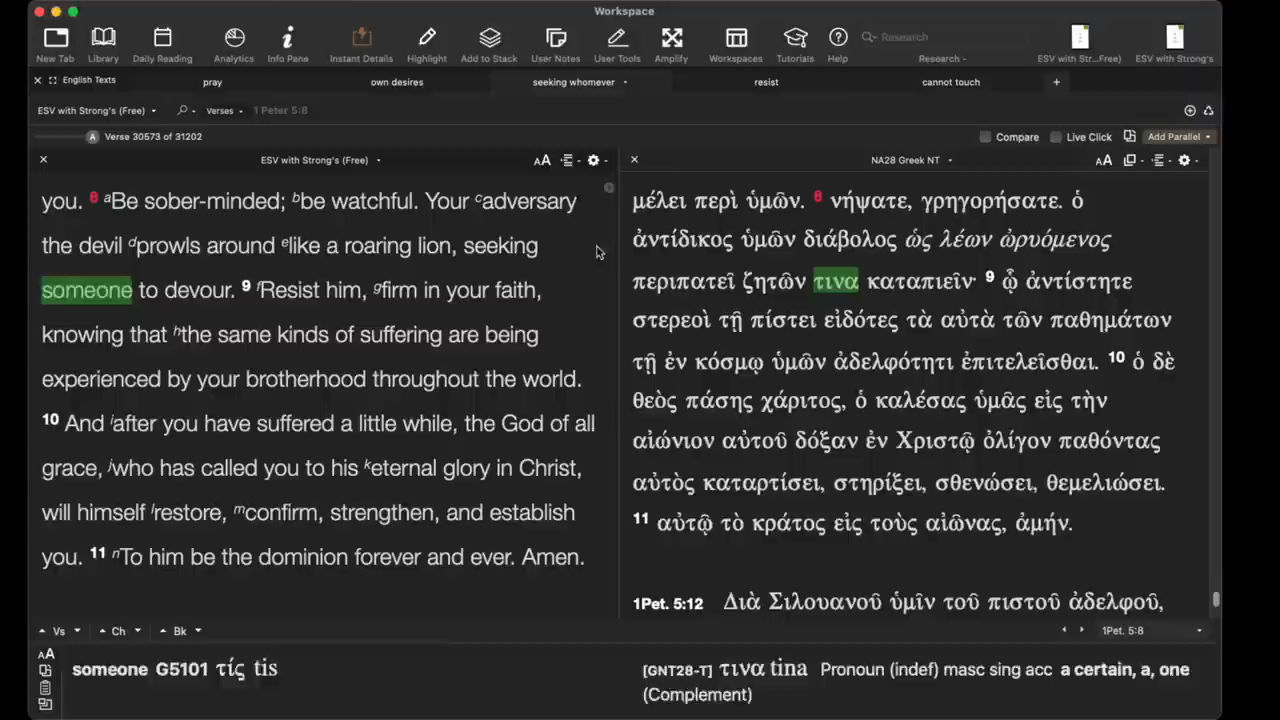 Workspace
New Tab Library Daily Reading Analytics Info Pane Instant Details Highlight Add to Stack User Notes User Tools Amplify Workspaces Tutorials Help Research Research ESV with Str...Free) ESV with Strong's
English Texts pray own desires seeking whomever resist cannot touch +
ESV with Strong's (Free) Verses 1 Peter 5:8
A Verse 30573 of 31202 Compare Live Click Add Parallel
ESV with Strong's (Free) AA
you. 8 aBe sober-minded; bbe watchful. Your cadversary
the devil dprowls around elike a roaring lion, seeking
someone to devour. 9 fResist him, gfirm in your faith,
knowing that hthe same kinds of suffering are being
experienced by your brotherhood throughout the world.
10 And iafter you have suffered a little while, the God of all
grace, jwho has called you to his keternal glory in Christ,
will himself lrestore, mconfirm, strengthen, and establish
you. 11 nTo him be the dominion forever and ever. Amen.
NA28 Greek NT AA
μέλει περὶ ὑμῶν. 8 νήψατε, γρηγορήσατε. ὁ
ἀντίδικος ὑμῶν διάβολος ὡς λέων ὠρυόμενος
περιπατεῖ ζητῶν τινα καταπιεῖν· 9 ᾧ ἀντίστητε
στερεοὶ τῇ πίστει εἰδότες τὰ αὐτὰ τῶν παθημάτων
τῇ ἐν κόσμῳ ὑμῶν ἀδελφότητι ἐπιτελεῖσθαι. 10 ὁ δὲ
θεὸς πάσης χάριτος, ὁ καλέσας ὑμᾶς εἰς τὴν
αἰώνιον αὐτοῦ δόξαν ἐν Χριστῷ ὀλίγον παθόντας
αὐτὸς καταρτίσει, στηρίξει, σθενώσει, θεμελιώσει.
11 αὐτῷ τὸ κράτος εἰς τοὺς αἰῶνας, ἀμήν.
1Pet. 5:12 Διὰ Σιλουανοῦ ὑμῖν τοῦ πιστοῦ ἀδελφοῦ,
Vs Ch Bk 1Pet. 5:8
AA
someone G5101 τίς tis
[GNT28-T] τινα tina Pronoun (indef) masc sing acc a certain, a, one
(Complement)